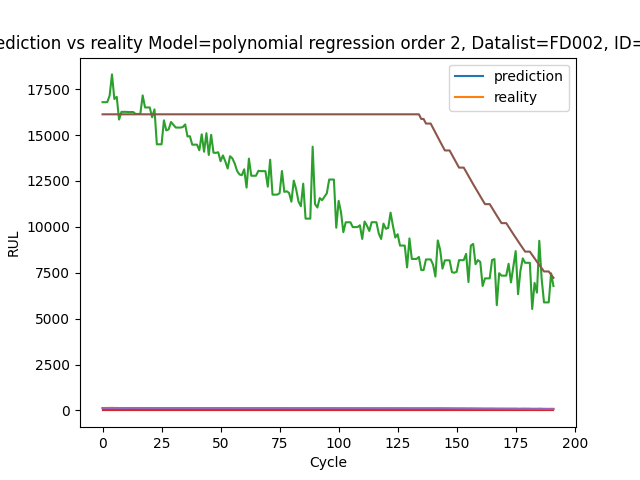 ediction vs reality Model=polynomial regression order 2, Datalist=FD002, ID=
prediction
reality
RUL
17500
15000
12500
10000
7500
5000
2500
0
0 25 50 75 100 125 150 175 200
Cycle